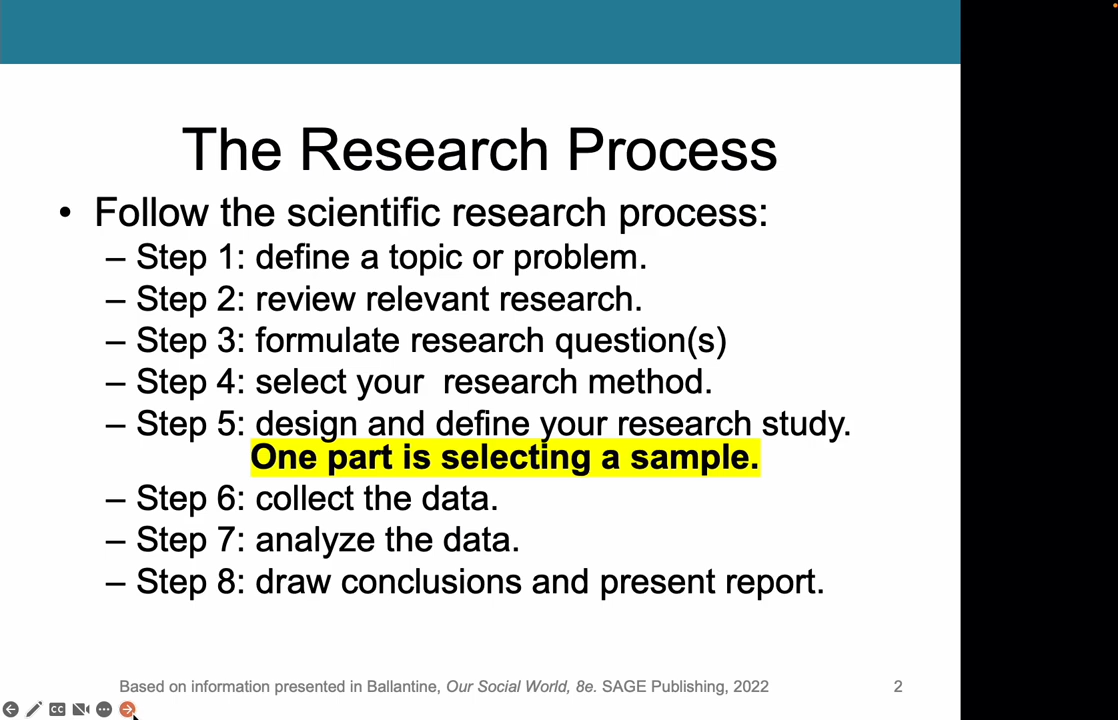 The Research Process
• Follow the scientific research process:
– Step 1: define a topic or problem.
– Step 2: review relevant research.
– Step 3: formulate research question(s)
– Step 4: select your  research method.
– Step 5: design and define your research study.
One part is selecting a sample.
– Step 6: collect the data.
– Step 7: analyze the data.
– Step 8: draw conclusions and present report.
Based on information presented in Ballantine, Our Social World, 8e. SAGE Publishing, 2022
2
CC